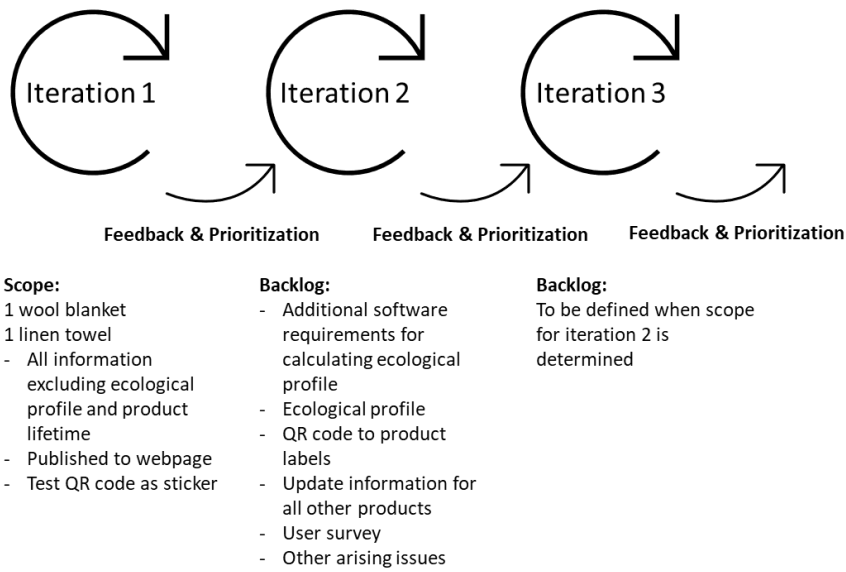 Iteration 1
Iteration 2
Iteration 3
Feedback & Prioritization
Feedback & Prioritization
Feedback & Prioritization
Scope:
1 wool blanket
1 linen towel
- All information
excluding ecological
profile and product
lifetime
- Published to webpage
- Test QR code as sticker
Backlog:
- Additional software
requirements for
calculating ecological
profile
- Ecological profile
- QR code to product
labels
- Update information for
all other products
- User survey
- Other arising issues
Backlog:
To be defined when scope
for iteration 2 is
determined